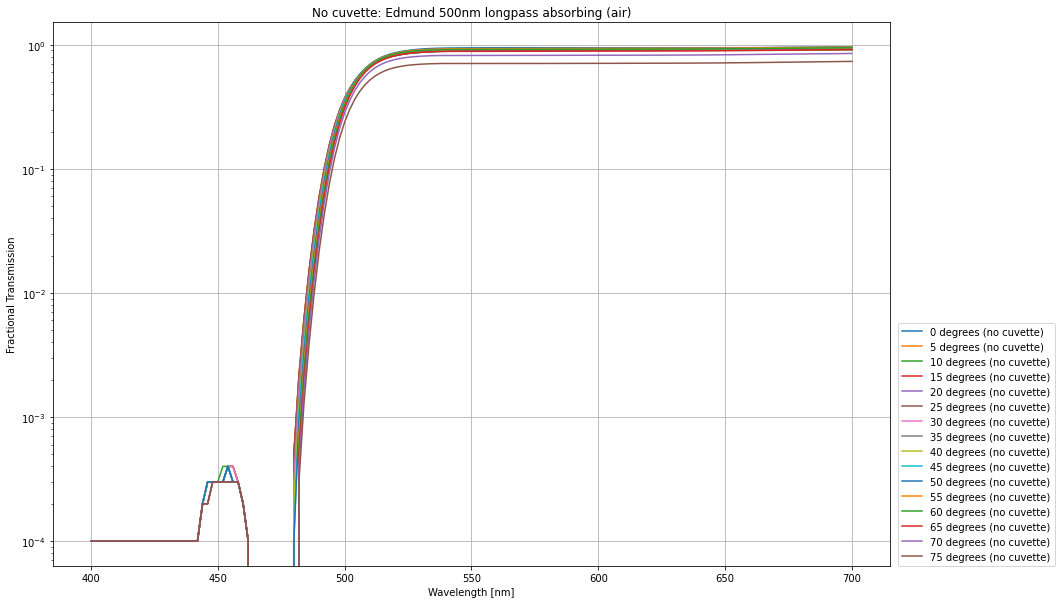 No cuvette: Edmund 500nm longpass absorbing (air)
Fractional Transmission
10⁰
10⁻¹
10⁻²
10⁻³
10⁻⁴
400
450
500
550
600
650
700
Wavelength [nm]
0 degrees (no cuvette)
5 degrees (no cuvette)
10 degrees (no cuvette)
15 degrees (no cuvette)
20 degrees (no cuvette)
25 degrees (no cuvette)
30 degrees (no cuvette)
35 degrees (no cuvette)
40 degrees (no cuvette)
45 degrees (no cuvette)
50 degrees (no cuvette)
55 degrees (no cuvette)
60 degrees (no cuvette)
65 degrees (no cuvette)
70 degrees (no cuvette)
75 degrees (no cuvette)